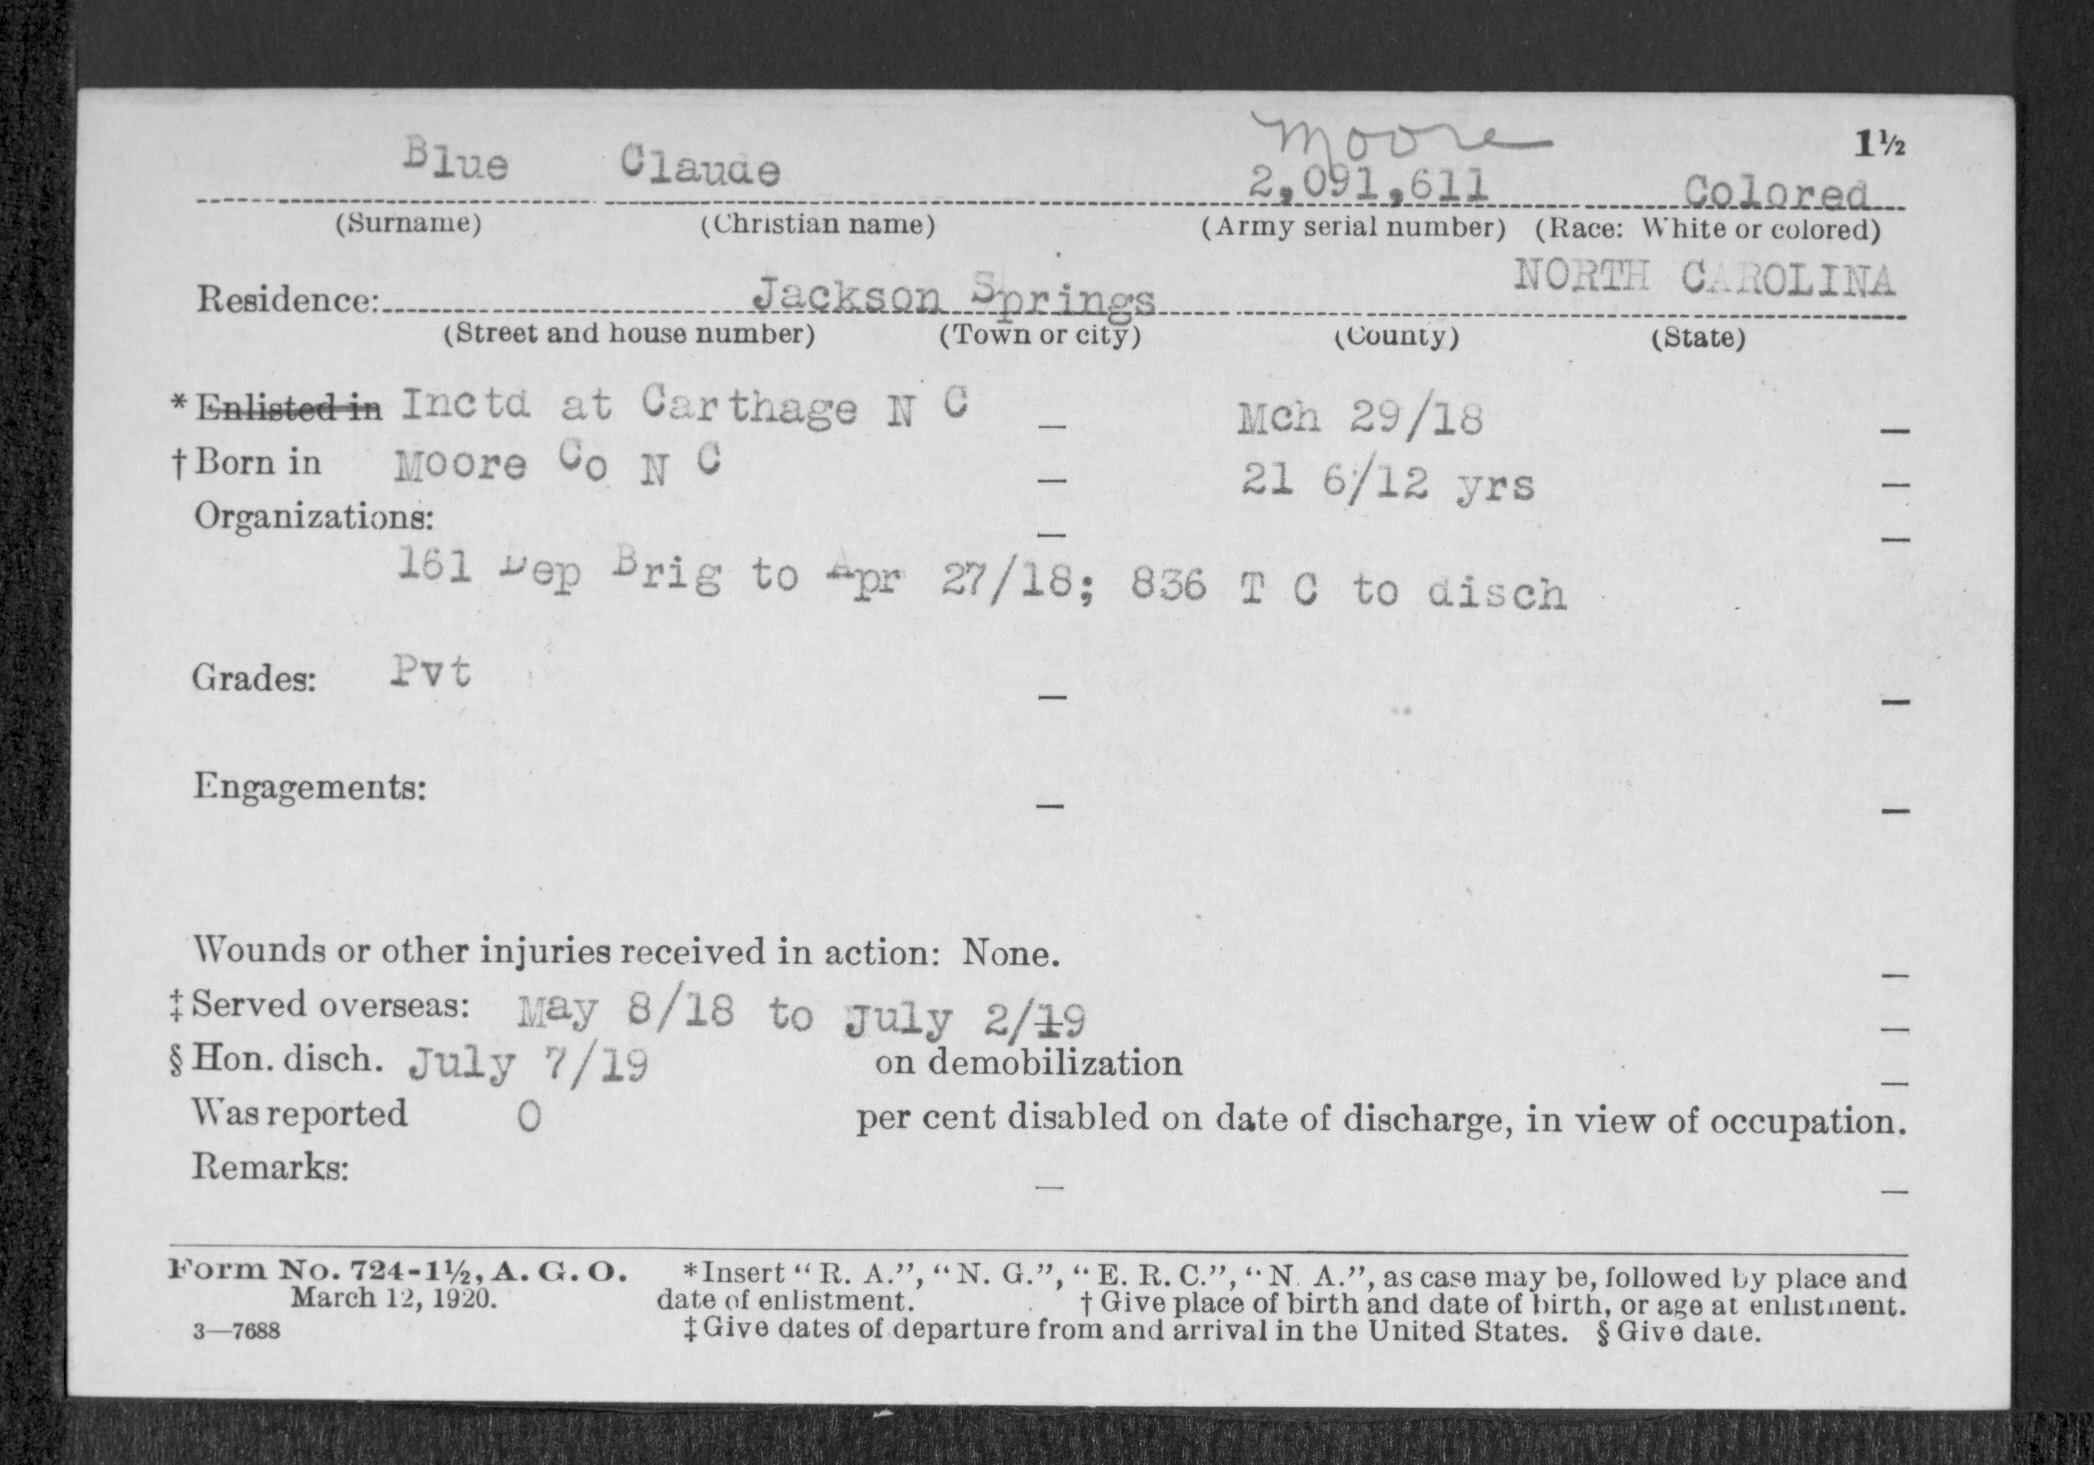 Moore 1½
Blue Claude 2,091,611 Colored
(Surname) (Christian name) (Army serial number) (Race: White or colored)
Residence: Jackson Springs NORTH CAROLINA
(Street and house number) (Town or city) (County) (State)
* Enlisted in Inctd at Carthage N C — Mch 29/18 —
† Born in Moore Co N C — 21 6/12 yrs —
Organizations: — —
161 Dep Brig to Apr 27/18; 836 T C to disch
Grades: Pvt — —
Engagements: — —
Wounds or other injuries received in action: None. —
‡ Served overseas: May 8/18 to July 2/19 —
§ Hon. disch. July 7/19 on demobilization —
Was reported 0 per cent disabled on date of discharge, in view of occupation.
Remarks: — —
Form No. 724-1½, A. G. O. *Insert "R. A.", "N. G.", "E. R. C.", "N. A.", as case may be, followed by place and
March 12, 1920. date of enlistment. † Give place of birth and date of birth, or age at enlistment.
3—7688 ‡ Give dates of departure from and arrival in the United States. § Give date.